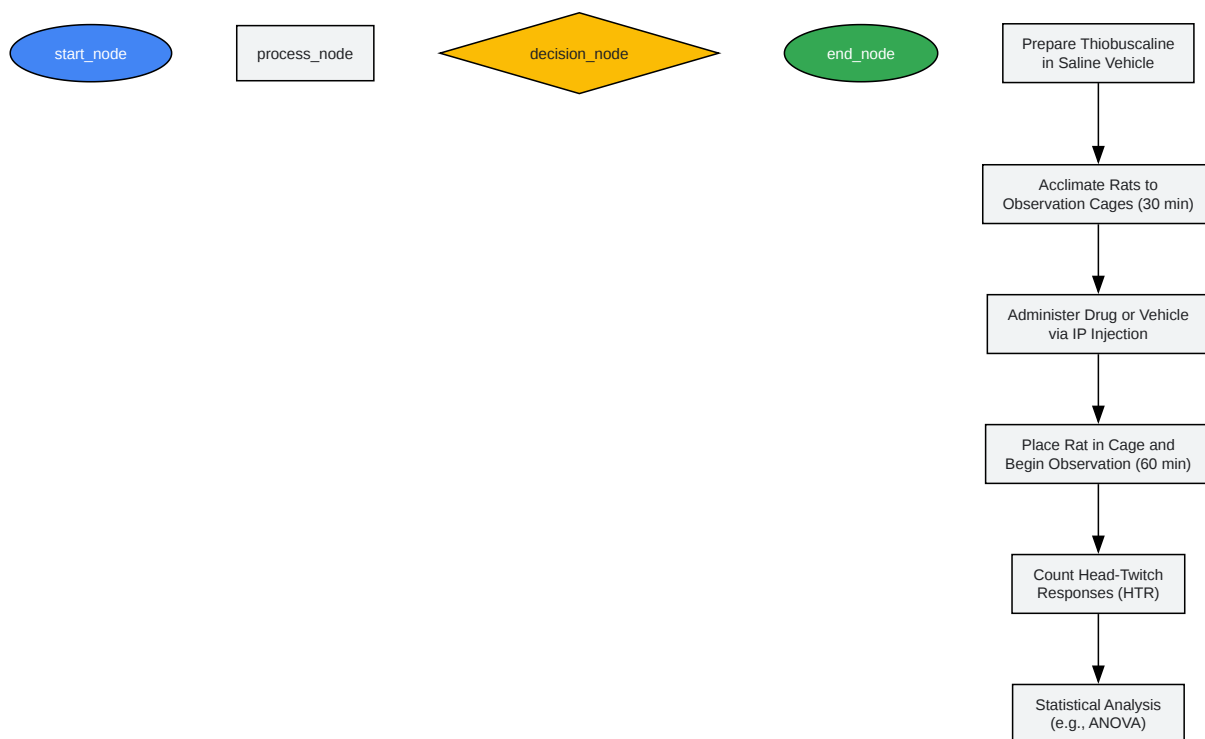 start_node
process_node
decision_node
end_node
Prepare Thiobuscaline
in Saline Vehicle
Acclimate Rats to
Observation Cages (30 min)
Administer Drug or Vehicle
via IP Injection
Place Rat in Cage and
Begin Observation (60 min)
Count Head-Twitch
Responses (HTR)
Statistical Analysis
(e.g., ANOVA)